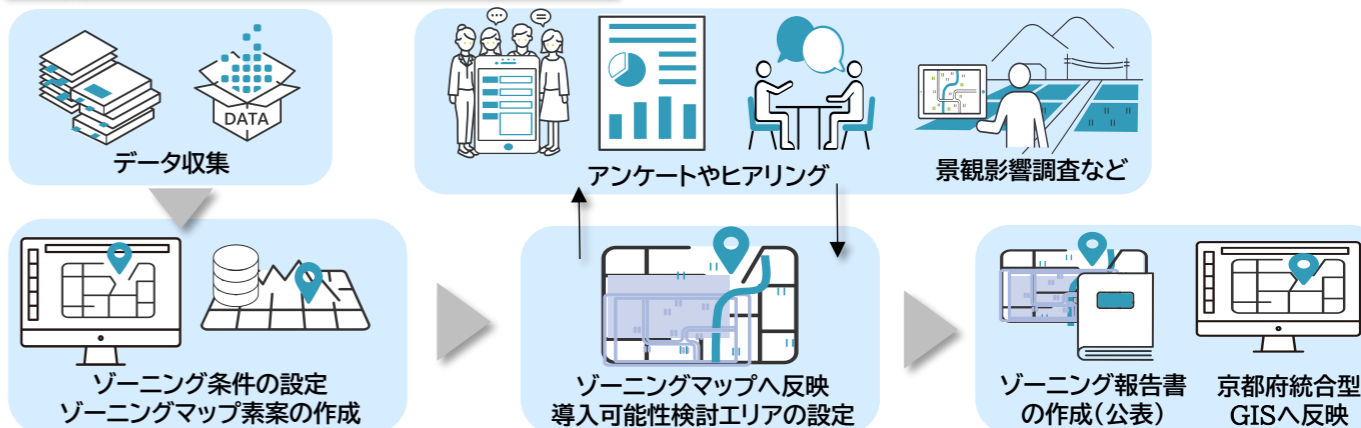 DATA
データ収集
アンケートやヒアリング
景観影響調査など
ゾーニング条件の設定
ゾーニングマップ素案の作成
ゾーニングマップへ反映
導入可能性検討エリアの設定
ゾーニング報告書
の作成(公表)
京都府統合型
GISへ反映